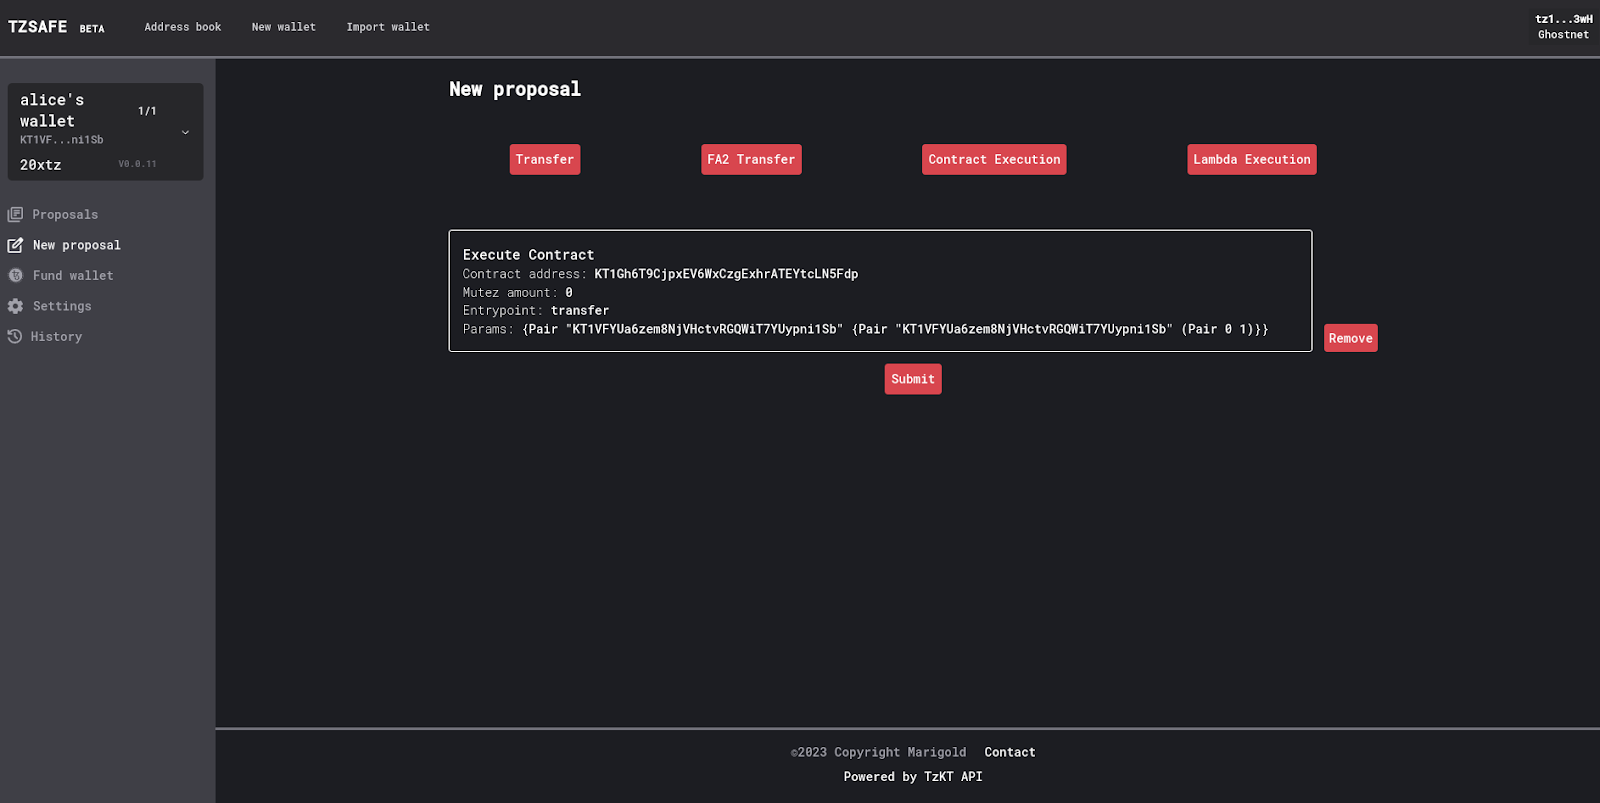 TZSAFE BETA
Address book
New wallet
Import wallet
tz1...3wH
Ghostnet
alice's
wallet
1/1
KT1VF...ni1Sb
20xtz
V0.0.11
Proposals
New proposal
Fund wallet
Settings
History
New proposal
Transfer
FA2 Transfer
Contract Execution
Lambda Execution
Execute Contract
Contract address: KT1Gh6T9CjpxEV6WxCzgExhrATEYtcLN5Fdp
Mutez amount: 0
Entrypoint: transfer
Params: {Pair "KT1VFYUa6zem8NjVHctvRGQWiT7YUypni1Sb" {Pair "KT1VFYUa6zem8NjVHctvRGQWiT7YUypni1Sb" (Pair 0 1)}}
Remove
Submit
©2023 Copyright Marigold Contact
Powered by TzKT API